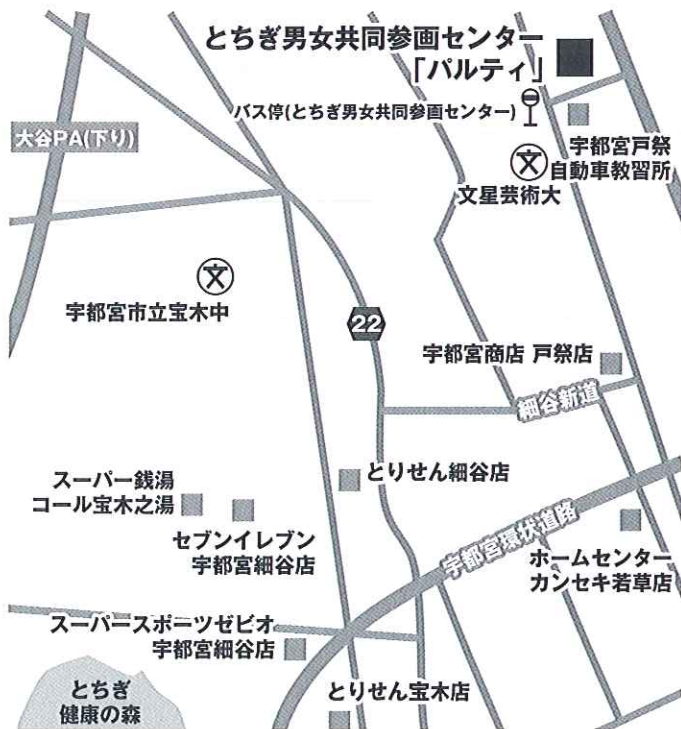 とちぎ男女共同参画センター
「パルティ」
バス停(とちぎ男女共同参画センター)
大谷PA(下り)
宇都宮戸祭
自動車教習所
文
文星芸術大
文
宇都宮市立宝木中
22
宇都宮商店 戸祭店
細谷新道
とりせん細谷店
スーパー銭湯
コール宝木之湯
セブンイレブン
宇都宮細谷店
宇都宮環状道路
ホームセンター
カンセキ若草店
スーパースポーツゼビオ
宇都宮細谷店
とちぎ
健康の森
とりせん宝木店